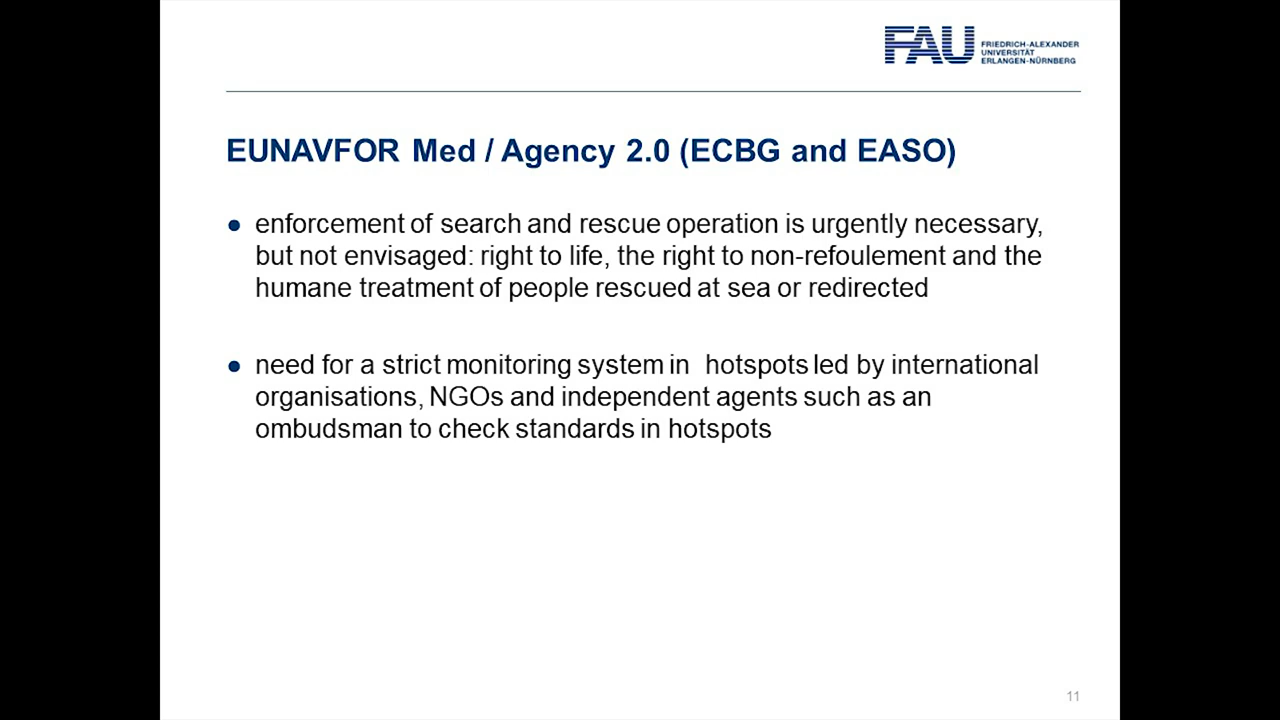 FAU FRIEDRICH-ALEXANDER
UNIVERSITÄT
ERLANGEN-NÜRNBERG
EUNAVFOR Med / Agency 2.0 (ECBG and EASO)
● enforcement of search and rescue operation is urgently necessary,
but not envisaged: right to life, the right to non-refoulement and the
humane treatment of people rescued at sea or redirected
● need for a strict monitoring system in hotspots led by international
organisations, NGOs and independent agents such as an
ombudsman to check standards in hotspots
11